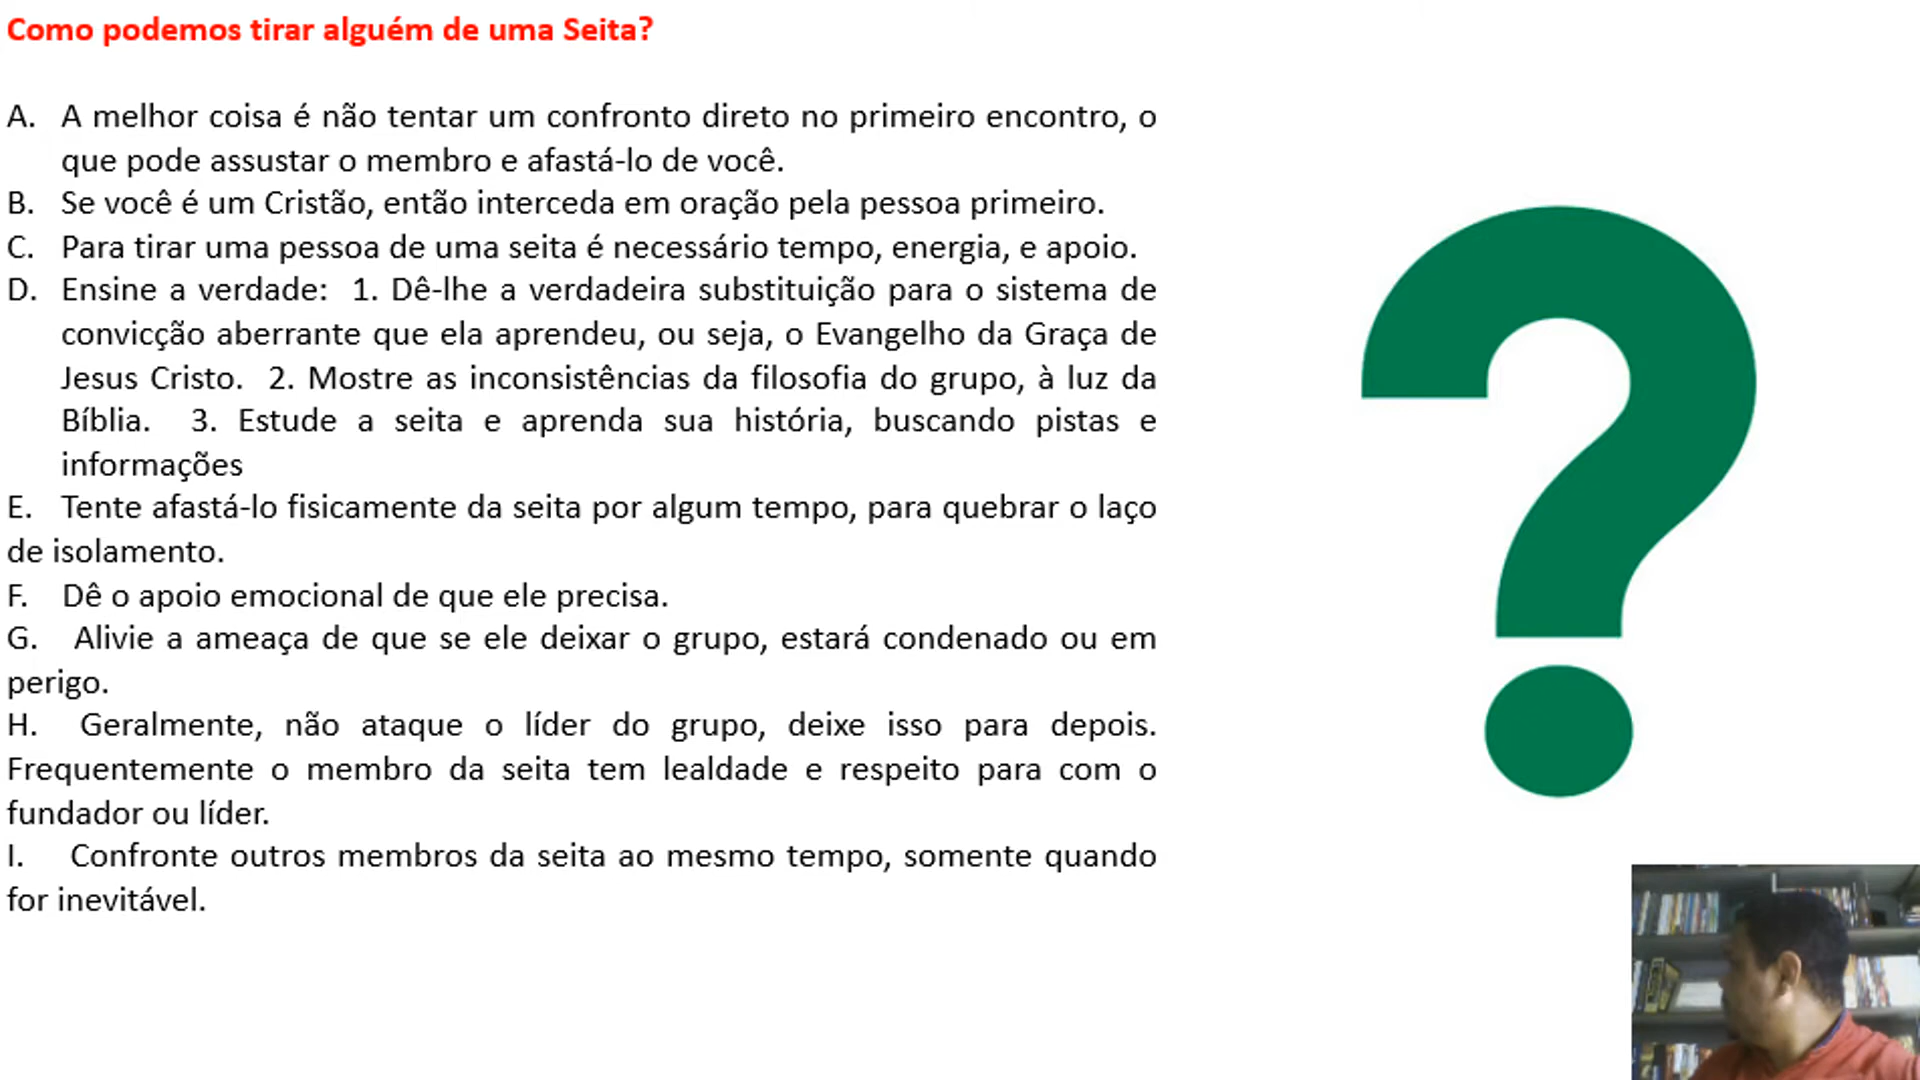 Como podemos tirar alguém de uma Seita?
A. A melhor coisa é não tentar um confronto direto no primeiro encontro, o
que pode assustar o membro e afastá-lo de você.
B. Se você é um Cristão, então interceda em oração pela pessoa primeiro.
C. Para tirar uma pessoa de uma seita é necessário tempo, energia, e apoio.
D. Ensine a verdade: 1. Dê-lhe a verdadeira substituição para o sistema de
convicção aberrante que ela aprendeu, ou seja, o Evangelho da Graça de
Jesus Cristo. 2. Mostre as inconsistências da filosofia do grupo, à luz da
Bíblia. 3. Estude a seita e aprenda sua história, buscando pistas e
informações
E. Tente afastá-lo fisicamente da seita por algum tempo, para quebrar o laço
de isolamento.
F. Dê o apoio emocional de que ele precisa.
G. Alivie a ameaça de que se ele deixar o grupo, estará condenado ou em
perigo.
H. Geralmente, não ataque o líder do grupo, deixe isso para depois.
Frequentemente o membro da seita tem lealdade e respeito para com o
fundador ou líder.
I. Confronte outros membros da seita ao mesmo tempo, somente quando
for inevitável.
?